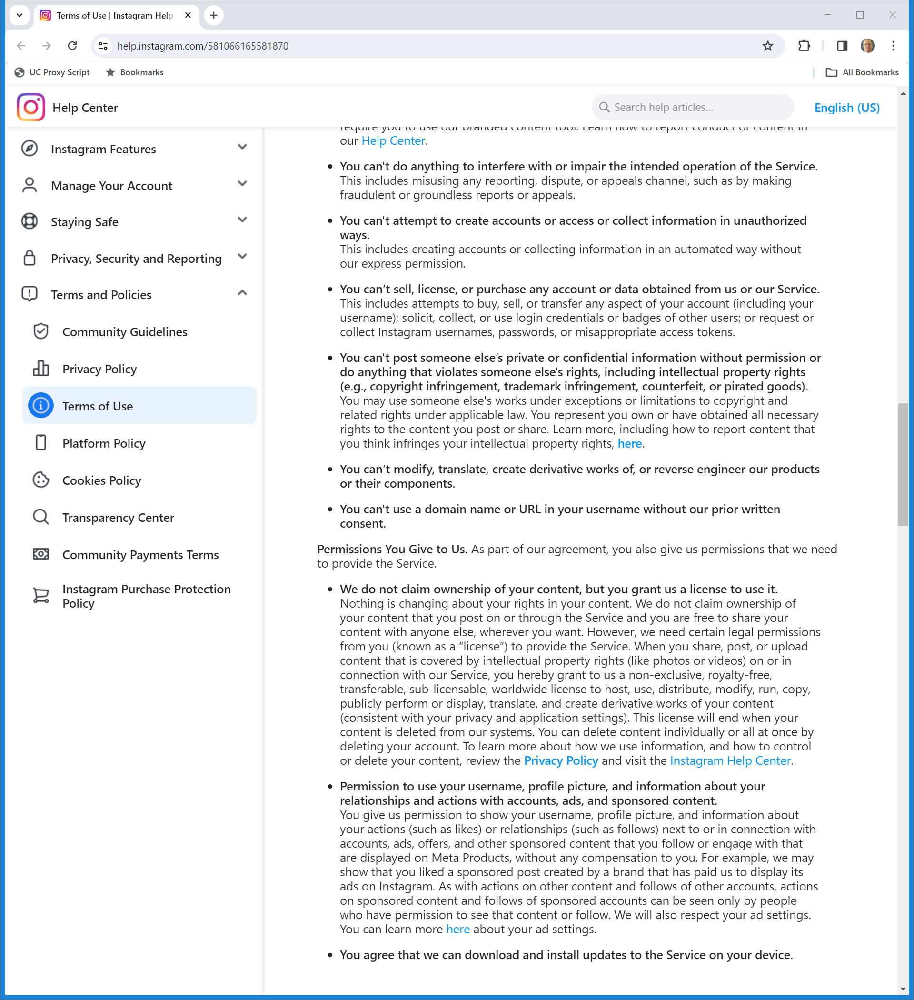 Terms of Use | Instagram Help
help.instagram.com/581066165581870
UC Proxy Script
Bookmarks
All Bookmarks
Help Center
Search help articles...
English (US)
Instagram Features
Manage Your Account
Staying Safe
Privacy, Security and Reporting
Terms and Policies
Community Guidelines
Privacy Policy
Terms of Use
Platform Policy
Cookies Policy
Transparency Center
Community Payments Terms
Instagram Purchase Protection
Policy
require you to use our branded content tool. Learn how to report conduct or content in
our Help Center.
• You can't do anything to interfere with or impair the intended operation of the Service.
This includes misusing any reporting, dispute, or appeals channel, such as by making
fraudulent or groundless reports or appeals.
• You can't attempt to create accounts or access or collect information in unauthorized
ways.
This includes creating accounts or collecting information in an automated way without
our express permission.
• You can’t sell, license, or purchase any account or data obtained from us or our Service.
This includes attempts to buy, sell, or transfer any aspect of your account (including your
username); solicit, collect, or use login credentials or badges of other users; or request or
collect Instagram usernames, passwords, or misappropriate access tokens.
• You can't post someone else’s private or confidential information without permission or
do anything that violates someone else's rights, including intellectual property rights
(e.g., copyright infringement, trademark infringement, counterfeit, or pirated goods).
You may use someone else's works under exceptions or limitations to copyright and
related rights under applicable law. You represent you own or have obtained all necessary
rights to the content you post or share. Learn more, including how to report content that
you think infringes your intellectual property rights, here.
• You can’t modify, translate, create derivative works of, or reverse engineer our products
or their components.
• You can't use a domain name or URL in your username without our prior written
consent.
Permissions You Give to Us. As part of our agreement, you also give us permissions that we need
to provide the Service.
• We do not claim ownership of your content, but you grant us a license to use it.
Nothing is changing about your rights in your content. We do not claim ownership of
your content that you post on or through the Service and you are free to share your
content with anyone else, wherever you want. However, we need certain legal permissions
from you (known as a “license”) to provide the Service. When you share, post, or upload
content that is covered by intellectual property rights (like photos or videos) on or in
connection with our Service, you hereby grant to us a non-exclusive, royalty-free,
transferable, sub-licensable, worldwide license to host, use, distribute, modify, run, copy,
publicly perform or display, translate, and create derivative works of your content
(consistent with your privacy and application settings). This license will end when your
content is deleted from our systems. You can delete content individually or all at once by
deleting your account. To learn more about how we use information, and how to control
or delete your content, review the Privacy Policy and visit the Instagram Help Center.
• Permission to use your username, profile picture, and information about your
relationships and actions with accounts, ads, and sponsored content.
You give us permission to show your username, profile picture, and information about
your actions (such as likes) or relationships (such as follows) next to or in connection with
accounts, ads, offers, and other sponsored content that you follow or engage with that
are displayed on Meta Products, without any compensation to you. For example, we may
show that you liked a sponsored post created by a brand that has paid us to display its
ads on Instagram. As with actions on other content and follows of other accounts, actions
on sponsored content and follows of sponsored accounts can be seen only by people
who have permission to see that content or follow. We will also respect your ad settings.
You can learn more here about your ad settings.
• You agree that we can download and install updates to the Service on your device.